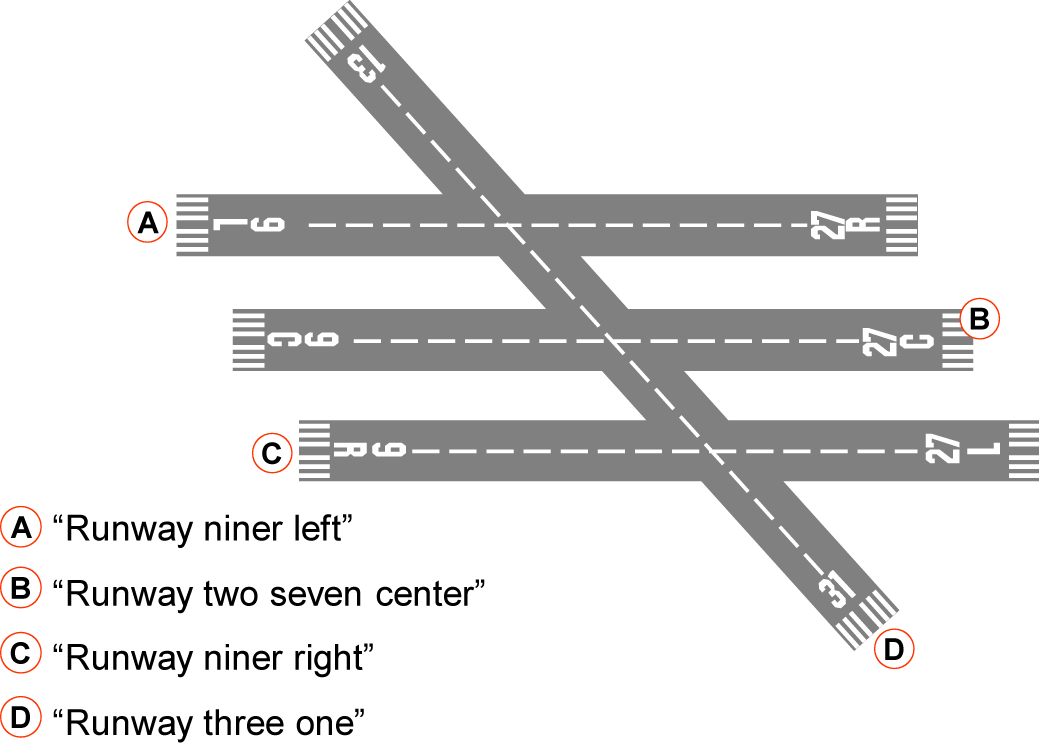 13
A
L 9
27 R
C 9
27 C
B
C
R 9
27 L
31
D
A “Runway niner left”
B “Runway two seven center”
C “Runway niner right”
D “Runway three one”